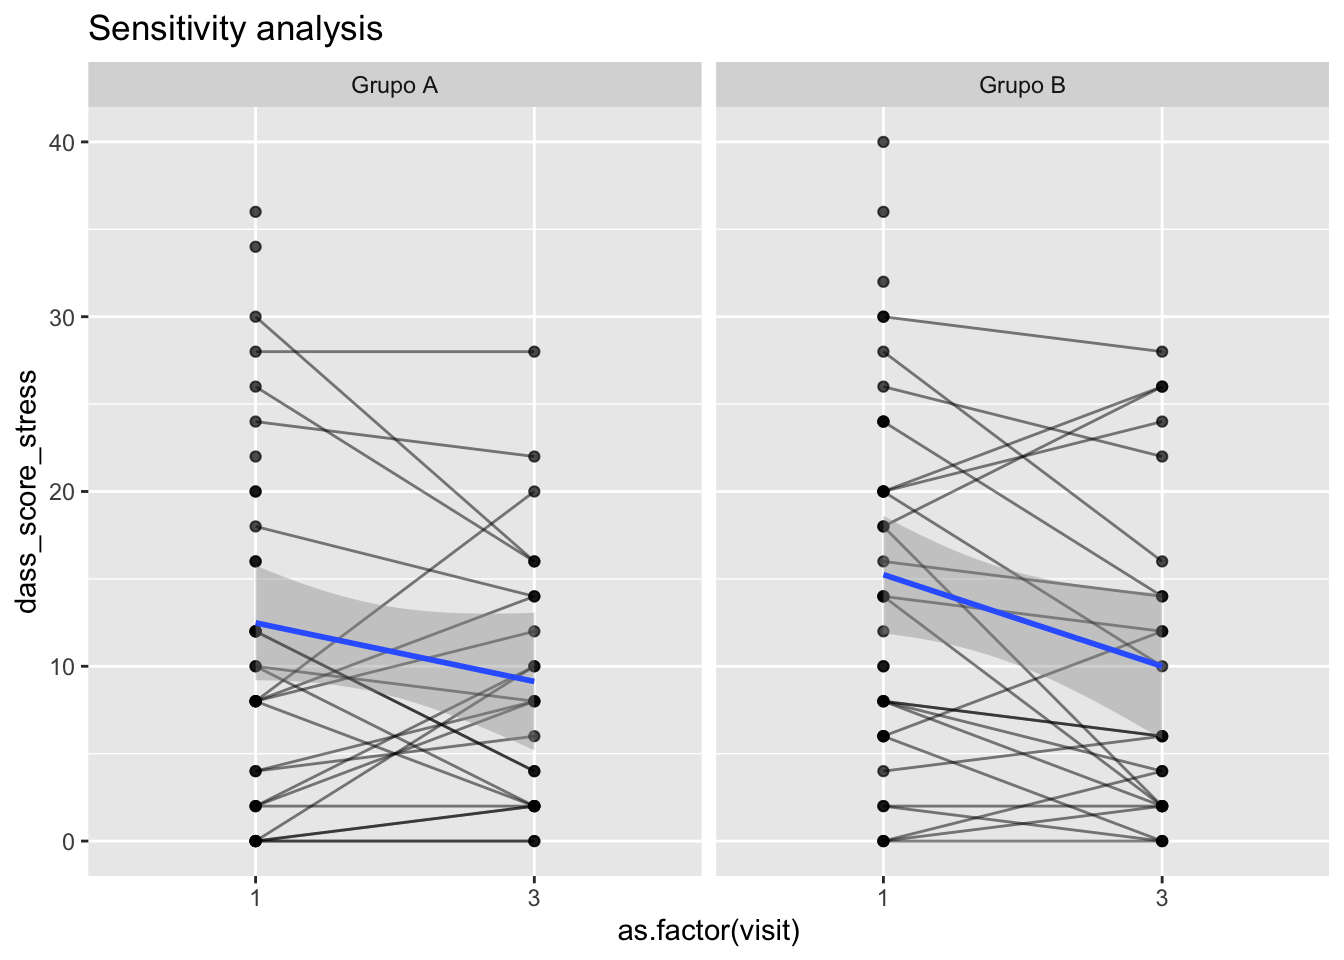 Sensitivity analysis
Grupo A
Grupo B
dass_score_stress
40
30
20
10
0
1
3
1
3
as.factor(visit)